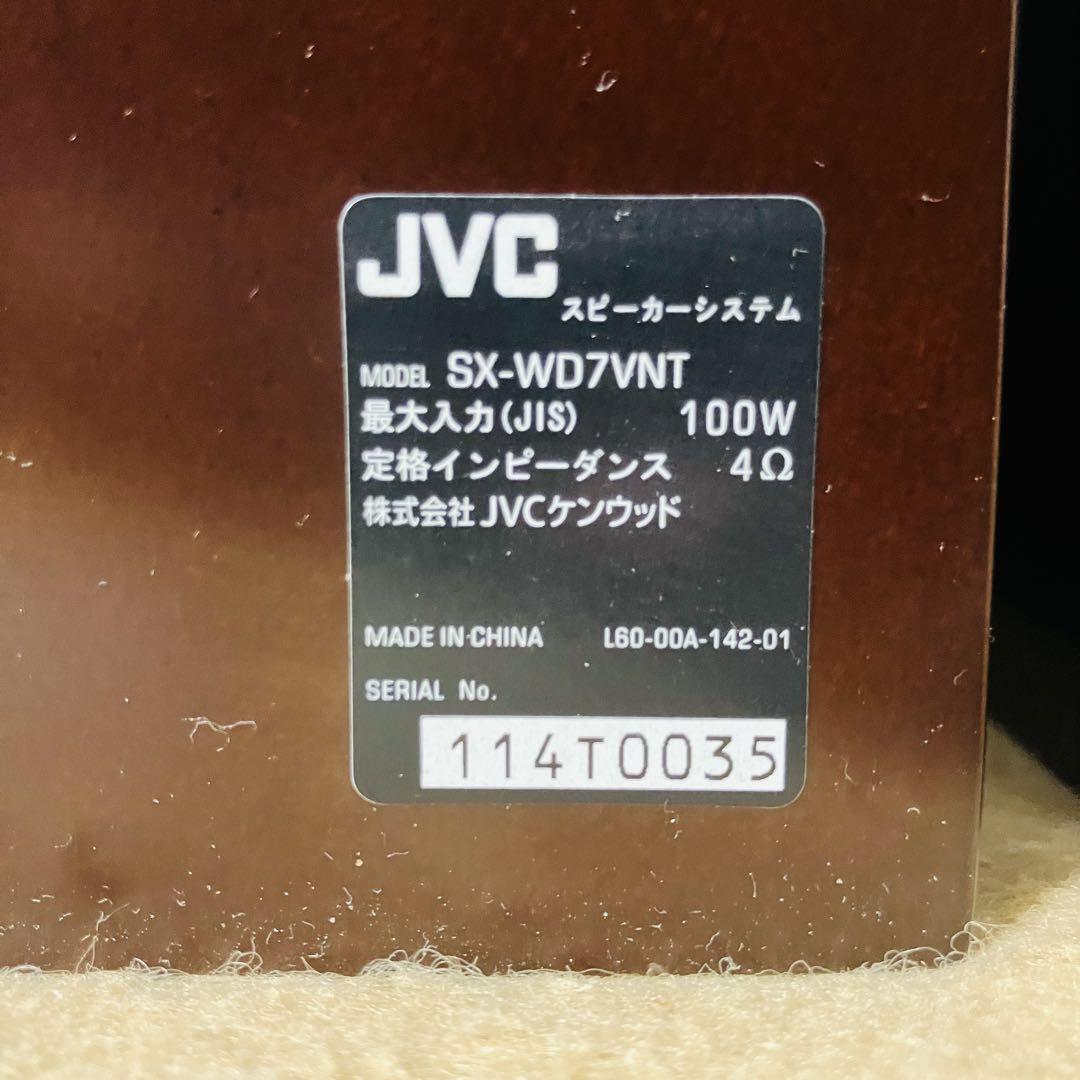 JVC
スピーカーシステム
MODEL SX-WD7VNT
最大入力(JIS) 100W
定格インピーダンス 4Ω
株式会社JVCケンウッド
MADE IN CHINA L60-00A-142-01
SERIAL No.
114T0035